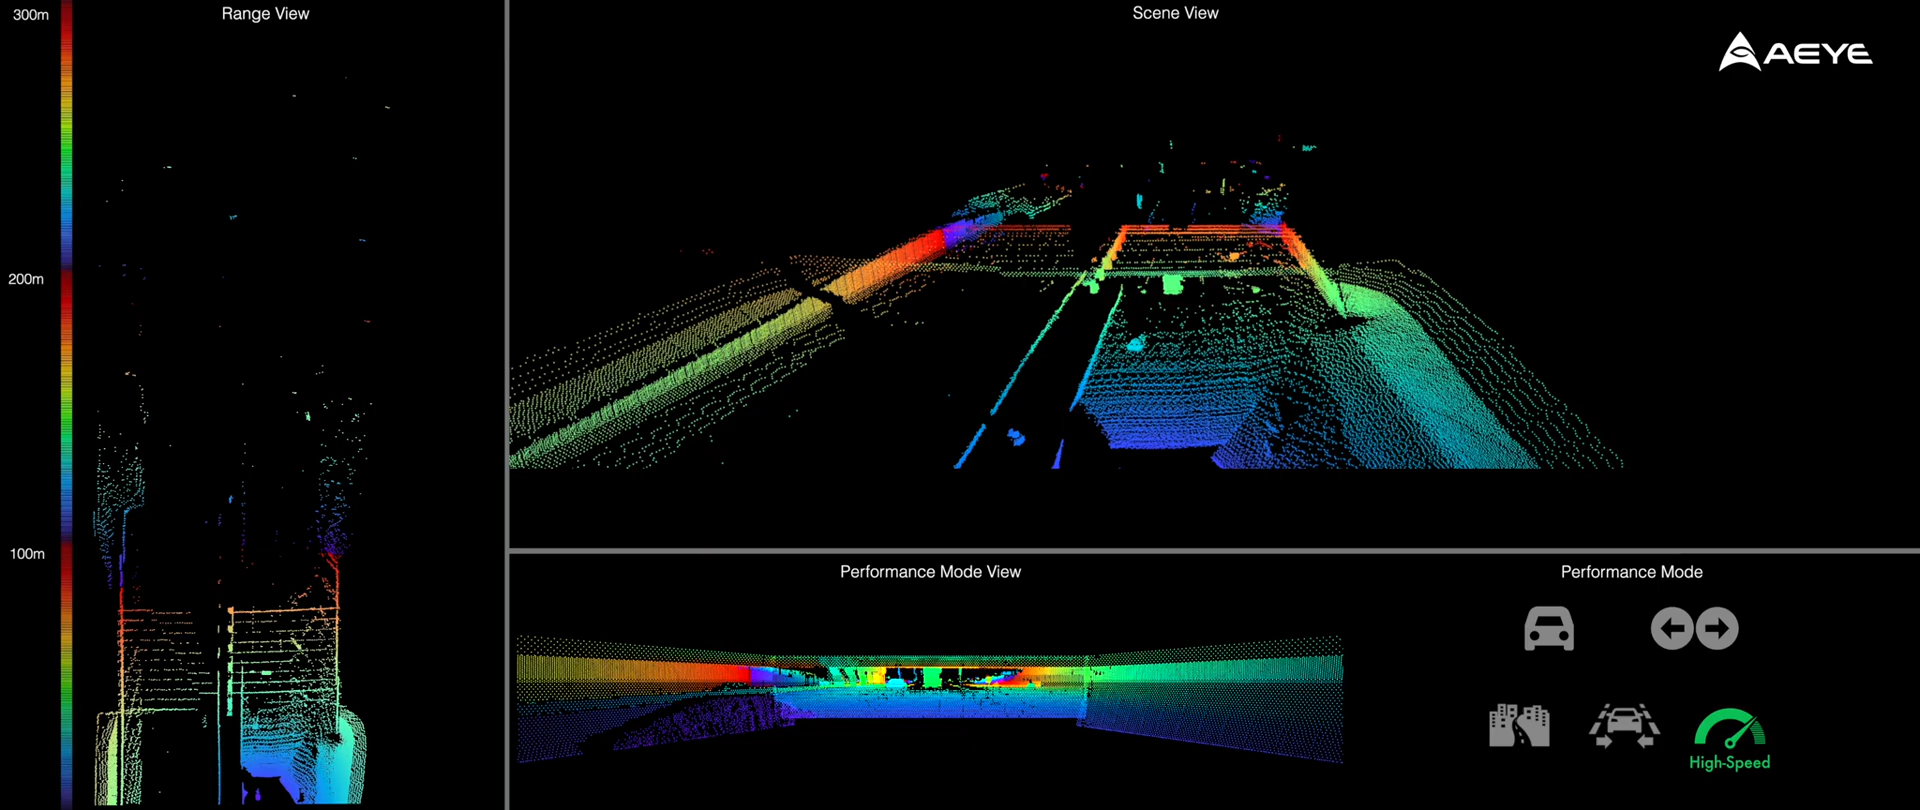 Range View
300m
200m
100m
Scene View
AEYE
Performance Mode View
Performance Mode
High-Speed